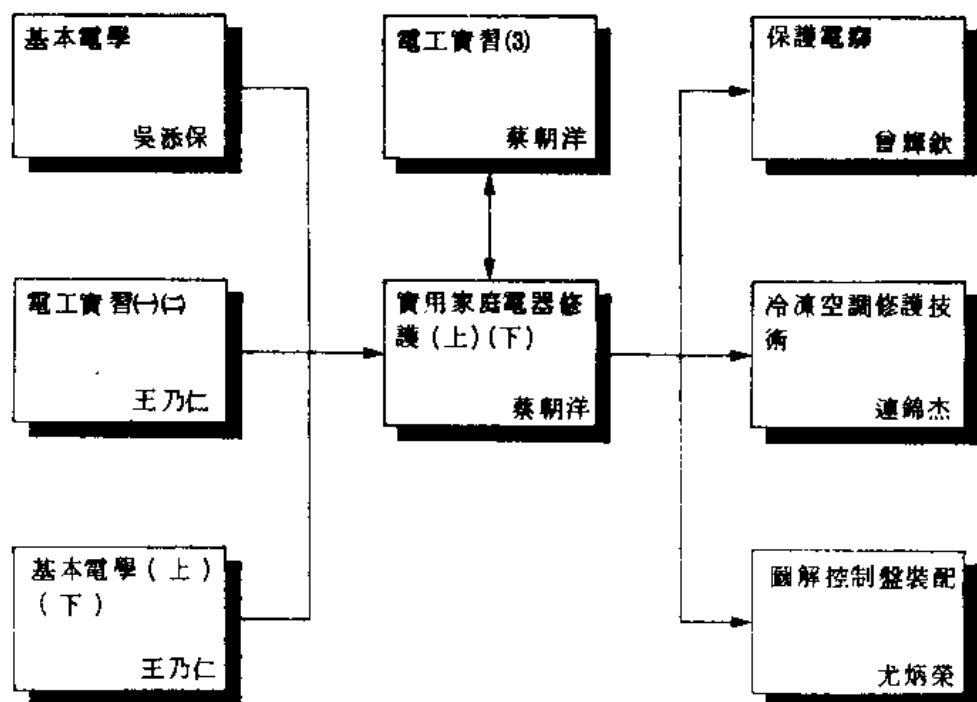 基本電學
吳添保
電工實習(3)
蔡朝洋
保護電驛
曾輝欽
電工實習㈠㈡
王乃仁
實用家庭電器修
護(上)(下)
蔡朝洋
冷凍空調修護技
術
連錦杰
基本電學(上)
(下)
王乃仁
圖解控制盤裝配
尤炳榮